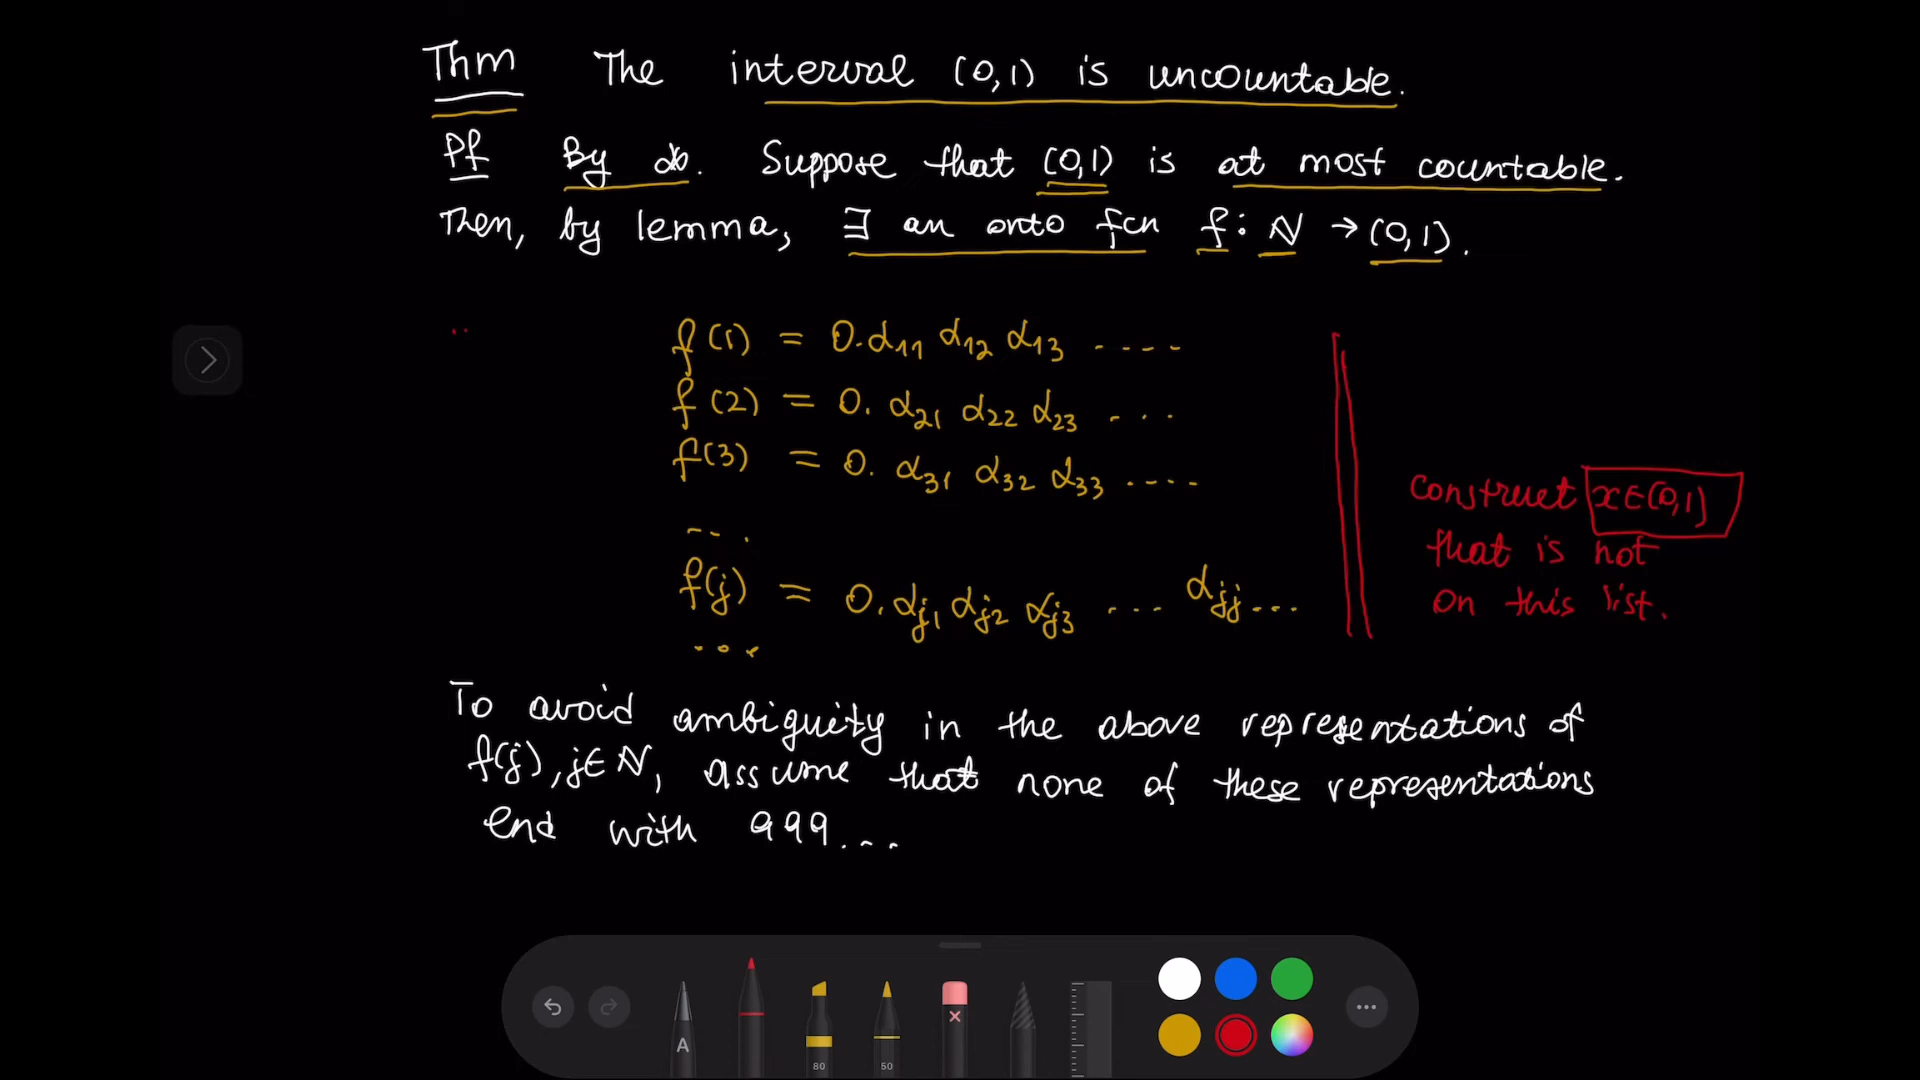 Thm The interval (0,1) is uncountable.
Pf By ⨳. Suppose that (0,1) is at most countable.
Then, by lemma, ∃ an onto fcn f: ℕ → (0,1).
f(1) = 0.α₁₁ α₁₂ α₁₃ ....
f(2) = 0. α₂₁ α₂₂ α₂₃ ...
f(3) = 0. α₃₁ α₃₂ α₃₃ ....
...
f(j) = 0. αj1 αj2 αj3 ... αjj...
...
construct x∈(0,1)
that is not
on this list.
To avoid ambiguity in the above representations of
f(j), j∈ℕ, assume that none of these representations
end with 999....
A
80
50